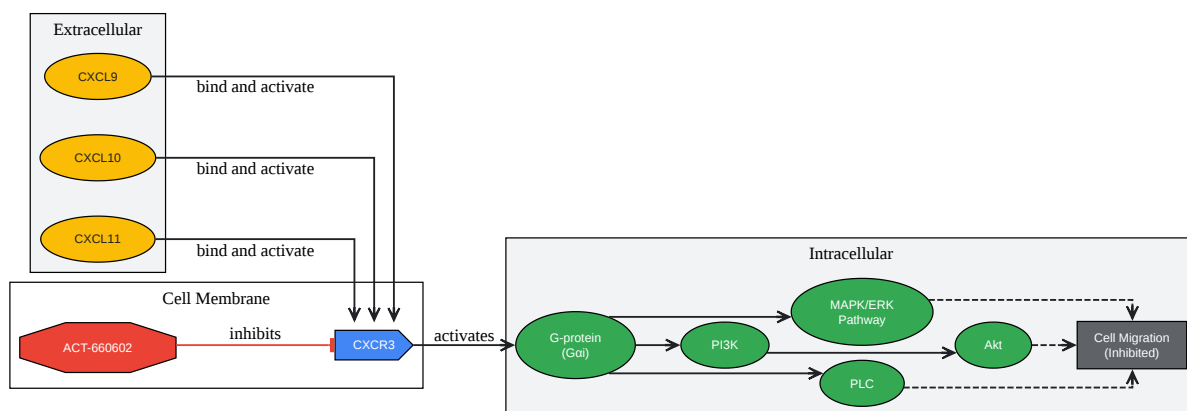 Extracellular
CXCL9
bind and activate
CXCL10
bind and activate
CXCL11
bind and activate
Cell Membrane
ACT-660602
inhibits
CXCR3
activates
Intracellular
G-protein
(Gαi)
MAPK/ERK
Pathway
PI3K
Akt
PLC
Cell Migration
(Inhibited)